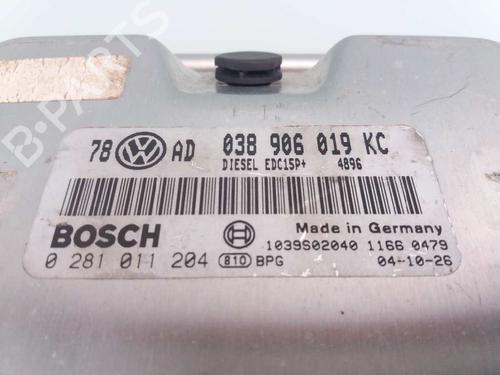 B-PARTS
78 VW AD 038 906 019 KC
DIESEL EDC15P+ 4896
BOSCH
Made in Germany
1039S02040 1166 0479
0 281 011 204 810 BPG 04-10-26